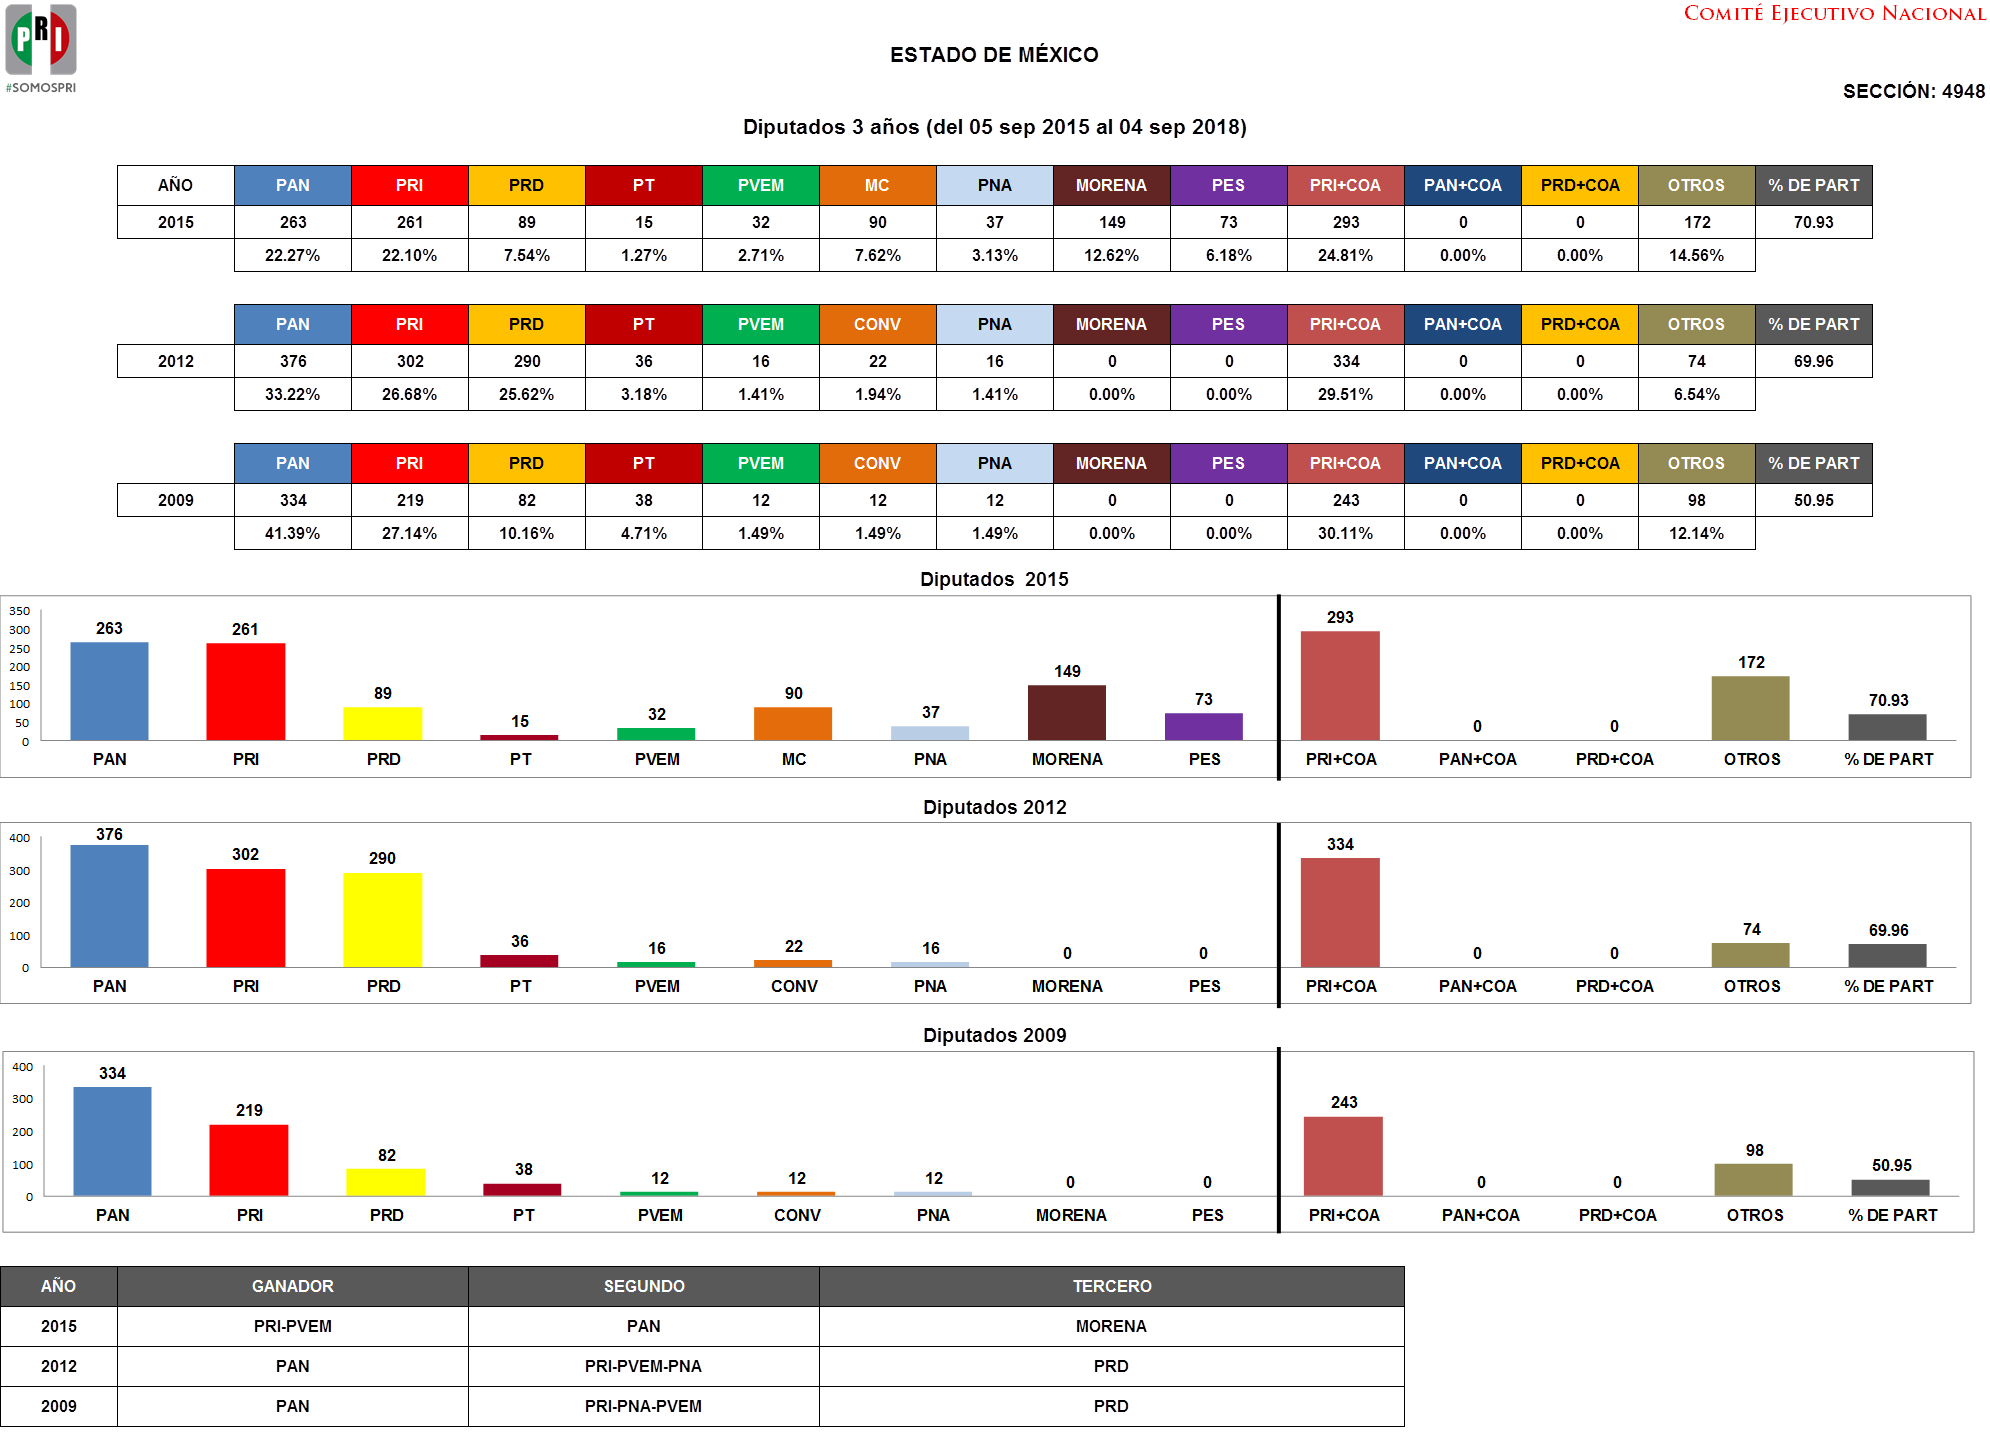 PRI
#SOMOSPRI
COMITÉ EJECUTIVO NACIONAL
ESTADO DE MÉXICO
SECCIÓN: 4948
Diputados 3 años (del 05 sep 2015 al 04 sep 2018)
AÑO PAN PRI PRD PT PVEM MC PNA MORENA PES PRI+COA PAN+COA PRD+COA OTROS % DE PART
2015 263 261 89 15 32 90 37 149 73 293 0 0 172 70.93
22.27% 22.10% 7.54% 1.27% 2.71% 7.62% 3.13% 12.62% 6.18% 24.81% 0.00% 0.00% 14.56%
PAN PRI PRD PT PVEM CONV PNA MORENA PES PRI+COA PAN+COA PRD+COA OTROS % DE PART
2012 376 302 290 36 16 22 16 0 0 334 0 0 74 69.96
33.22% 26.68% 25.62% 3.18% 1.41% 1.94% 1.41% 0.00% 0.00% 29.51% 0.00% 0.00% 6.54%
PAN PRI PRD PT PVEM CONV PNA MORENA PES PRI+COA PAN+COA PRD+COA OTROS % DE PART
2009 334 219 82 38 12 12 12 0 0 243 0 0 98 50.95
41.39% 27.14% 10.16% 4.71% 1.49% 1.49% 1.49% 0.00% 0.00% 30.11% 0.00% 0.00% 12.14%
Diputados 2015
350
300
250
200
150
100
50
0
263 261 89 15 32 90 37 149 73 293 0 0 172 70.93
PAN PRI PRD PT PVEM MC PNA MORENA PES PRI+COA PAN+COA PRD+COA OTROS % DE PART
Diputados 2012
400
300
200
100
0
376 302 290 36 16 22 16 0 0 334 0 0 74 69.96
PAN PRI PRD PT PVEM CONV PNA MORENA PES PRI+COA PAN+COA PRD+COA OTROS % DE PART
Diputados 2009
400
300
200
100
0
334 219 82 38 12 12 12 0 0 243 0 0 98 50.95
PAN PRI PRD PT PVEM CONV PNA MORENA PES PRI+COA PAN+COA PRD+COA OTROS % DE PART
AÑO GANADOR SEGUNDO TERCERO
2015 PRI-PVEM PAN MORENA
2012 PAN PRI-PVEM-PNA PRD
2009 PAN PRI-PNA-PVEM PRD